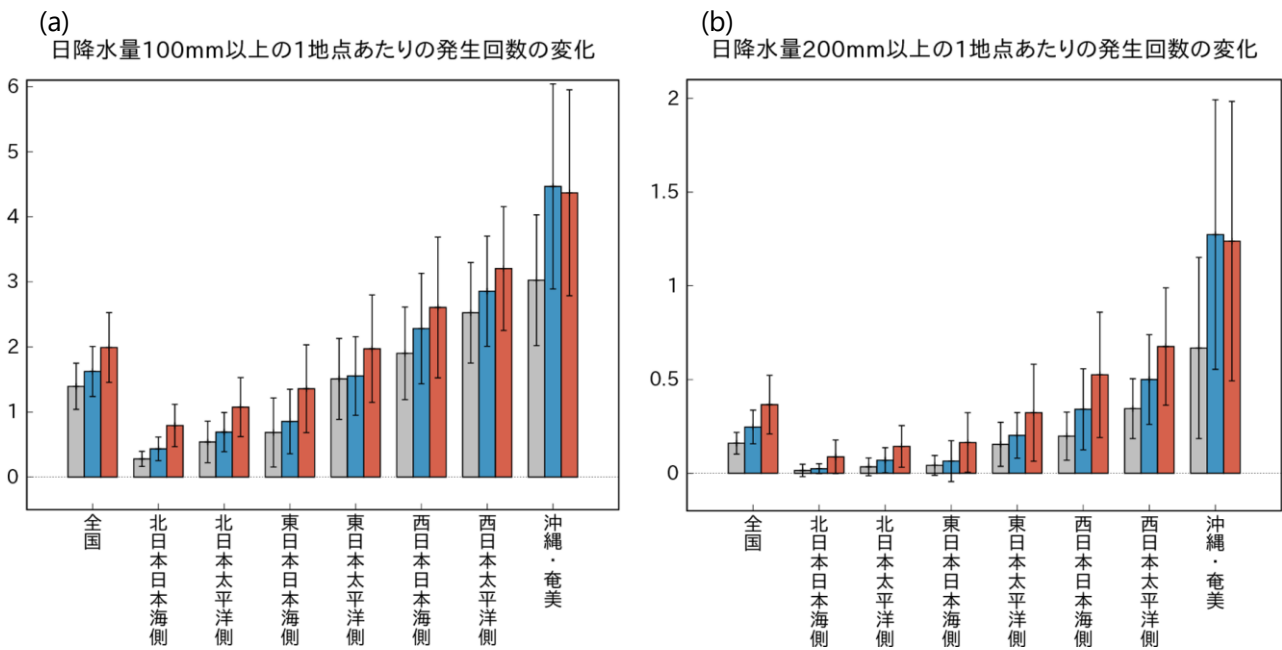 (a)
日降水量100mm以上の1地点あたりの発生回数の変化
6
5
4
3
2
1
0
全国
北日本日本海側
北日本太平洋側
東日本日本海側
東日本太平洋側
西日本日本海側
西日本太平洋側
沖縄・奄美
(b)
日降水量200mm以上の1地点あたりの発生回数の変化
2
1.5
1
0.5
0
全国
北日本日本海側
北日本太平洋側
東日本日本海側
東日本太平洋側
西日本日本海側
西日本太平洋側
沖縄・奄美